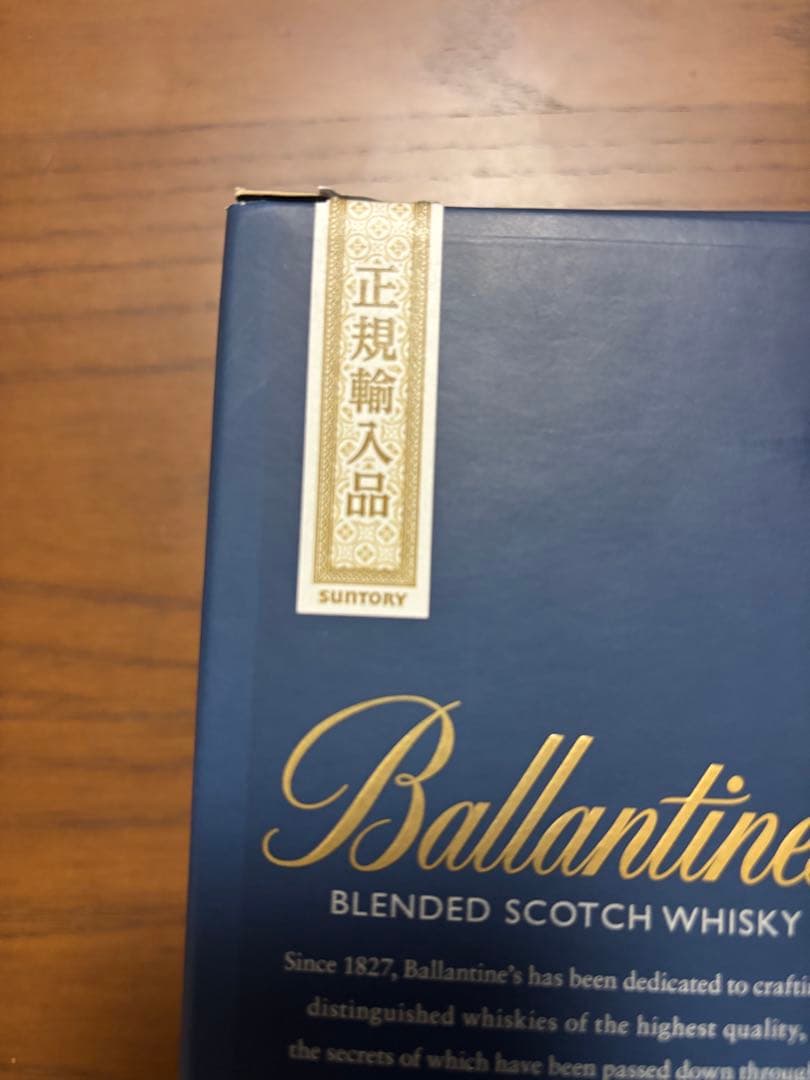 正規輸入品
SUNTORY
Ballantine
BLENDED SCOTCH WHISKY
Since 1827, Ballantine's has been dedicated to
distinguished whiskies of the highest quality,
the secrets of which have been passed down